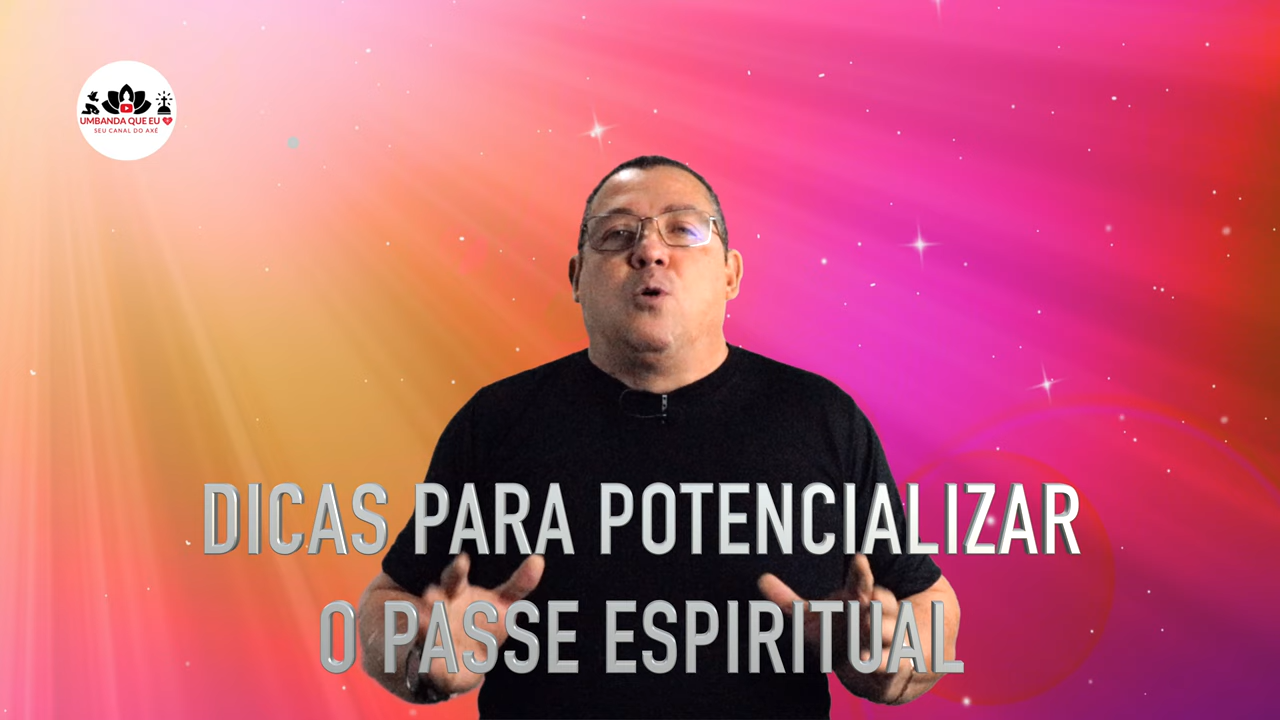 UMBANDA QUE EU
SEU CANAL DO AXÉ
DICAS PARA POTENCIALIZAR
O PASSE ESPIRITUAL